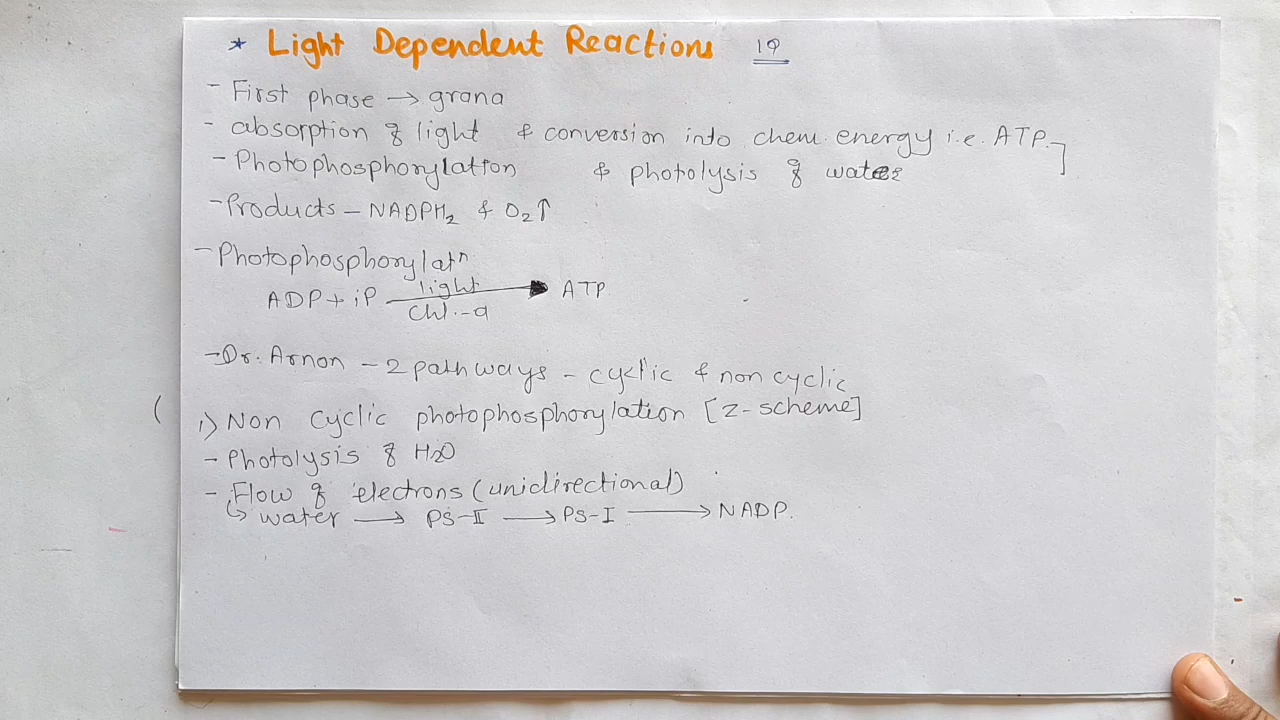 * Light Dependent Reactions 19
- First phase → grana
- absorption of light & conversion into chem. energy i.e. ATP.]
- Photophosphorylation & photolysis of water
- Products - NADPH₂ & O₂↑
- Photophosphorylatⁿ
light
ADP + iP → ATP
Chl.-a
- Dr. Arnon - 2 pathways - cyclic & non cyclic
( 1) Non Cyclic photophosphorylation [Z-scheme]
- Photolysis of H₂O
- Flow of electrons (unidirectional)
↳ water → PS-II → PS-I → NADP.